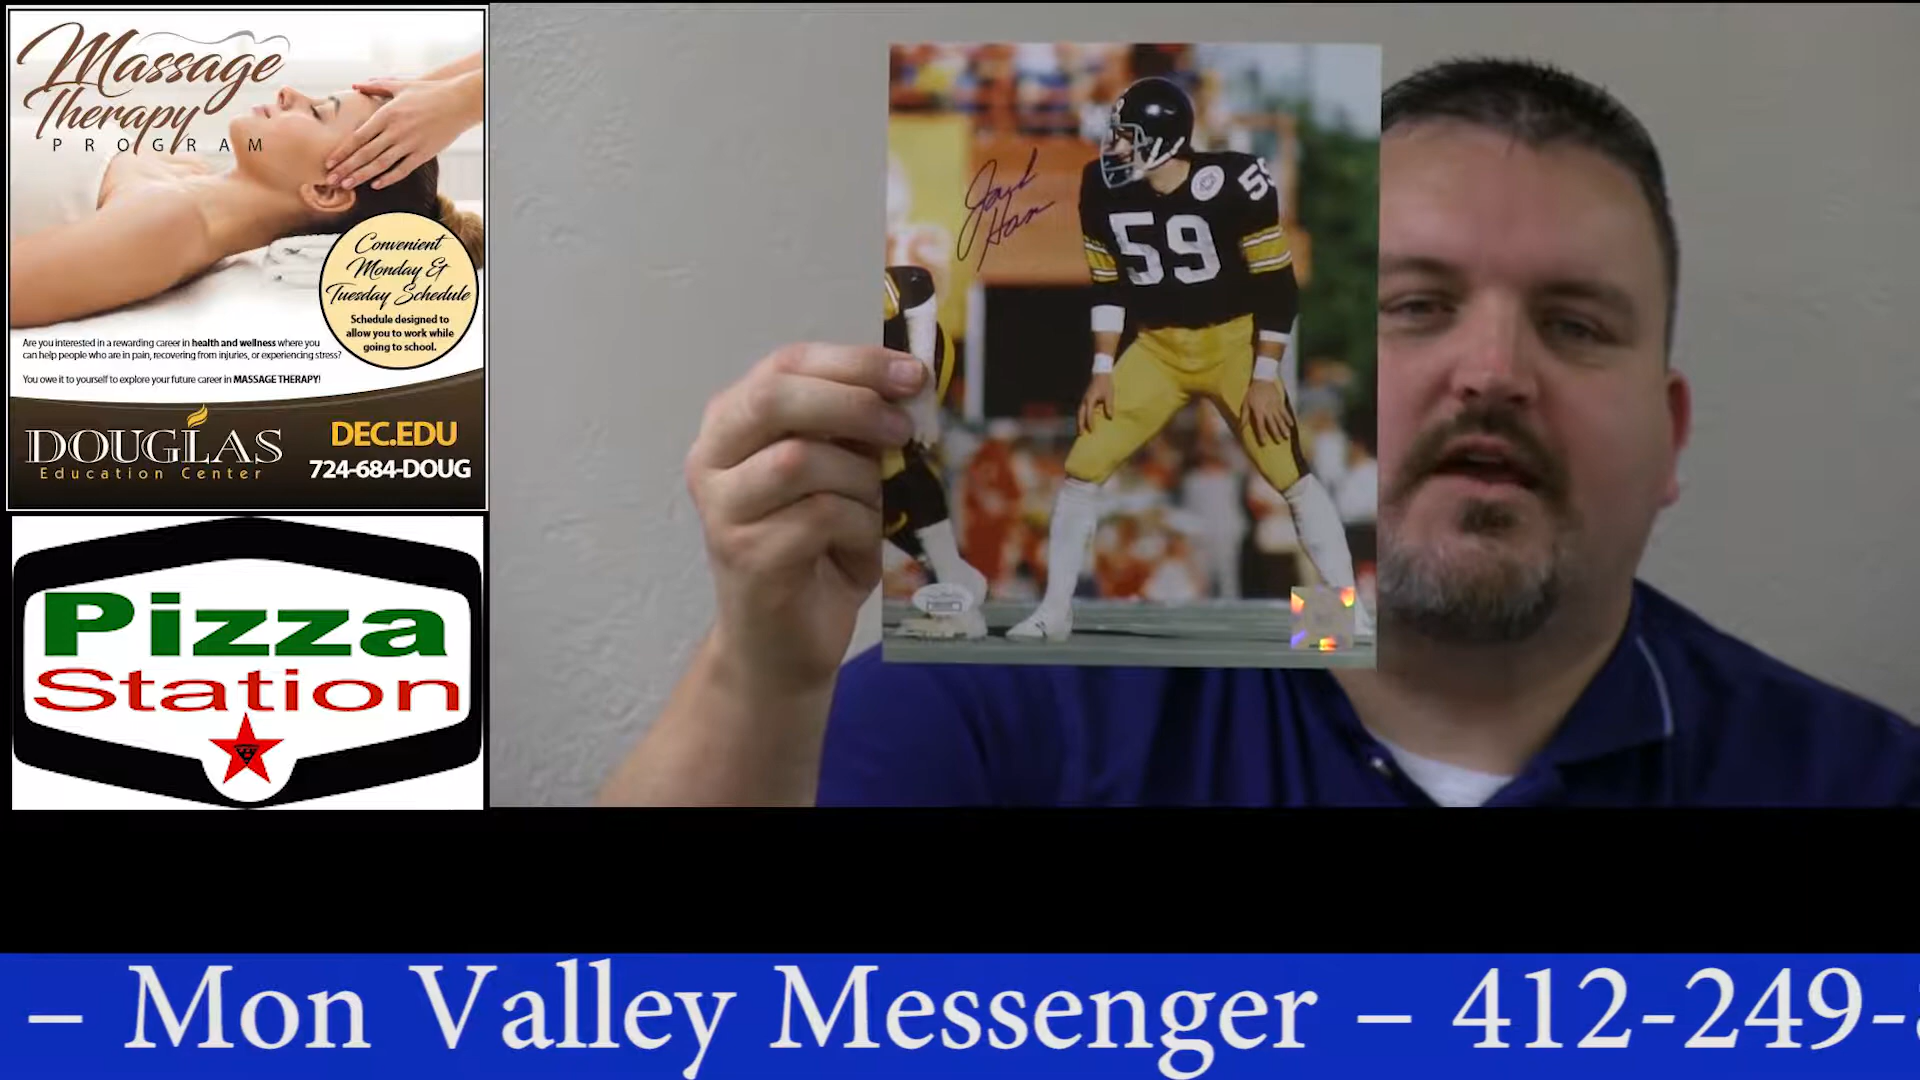 Massage
Therapy
PROGRAM
Convenient
Monday &
Tuesday Schedule
Schedule designed to
allow you to work while
going to school.
Are you interested in a rewarding career in health and wellness where you
can help people who are in pain, recovering from injuries, or experiencing stress?
You owe it to yourself to explore your future career in MASSAGE THERAPY!
DOUGLAS
Education Center
DEC.EDU
724-684-DOUG
Pizza
Station
Jack
Ham
59
59
– Mon Valley Messenger – 412-249-